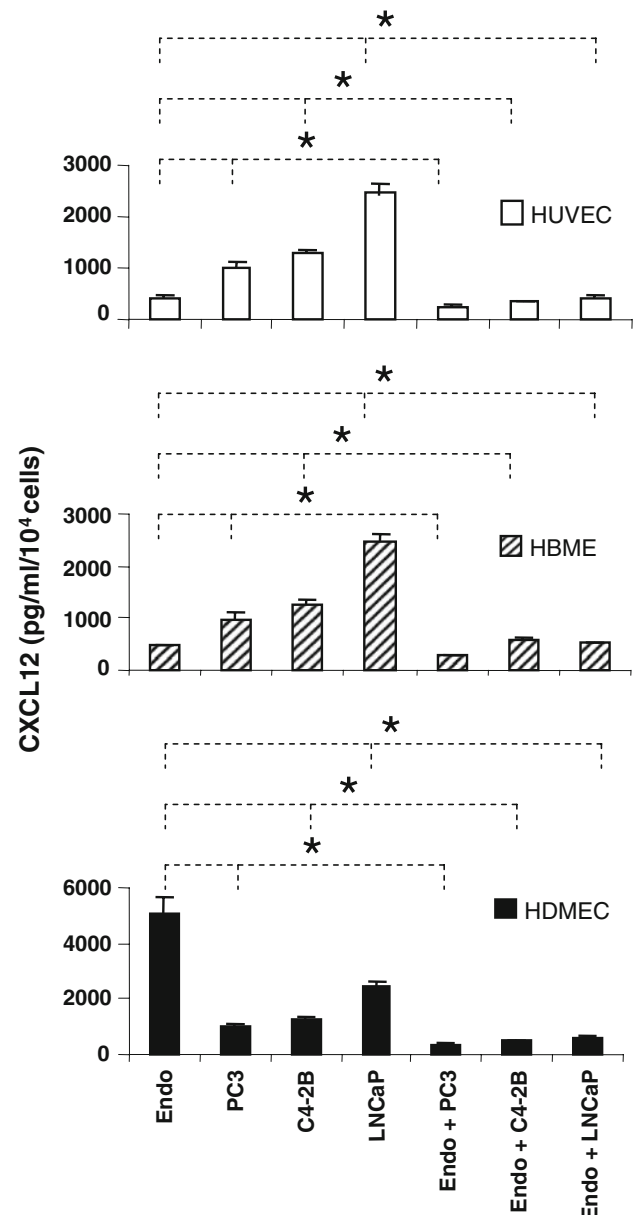 *
*
*
3000
2000
1000
0
HUVEC
*
*
*
3000
2000
1000
0
HBME
CXCL12 (pg/ml/10⁴cells)
*
*
*
6000
4000
2000
0
HDMEC
Endo
PC3
C4-2B
LNCaP
Endo + PC3
Endo + C4-2B
Endo + LNCaP